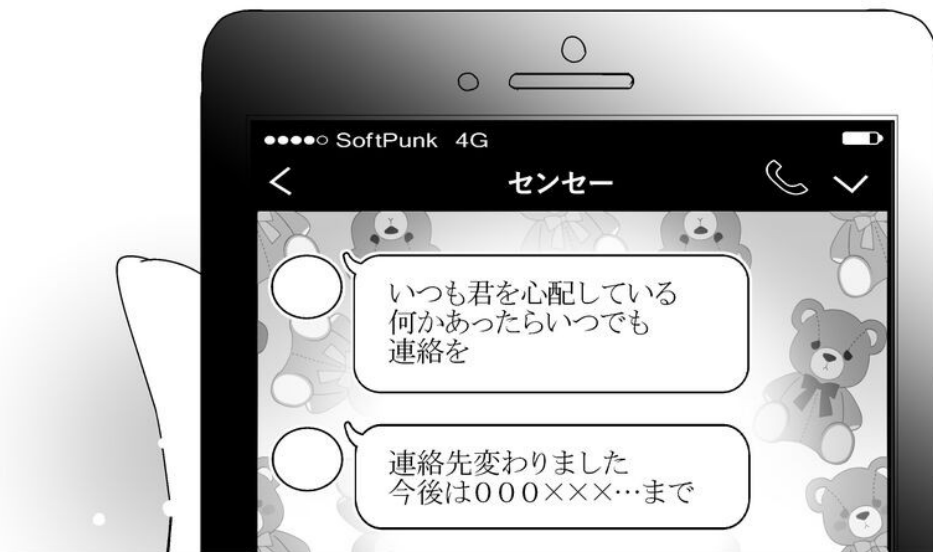 SoftPunk 4G
センセー
いつも君を心配している
何かあったらいつでも
連絡を
連絡先変わりました
今後は０００×××…まで